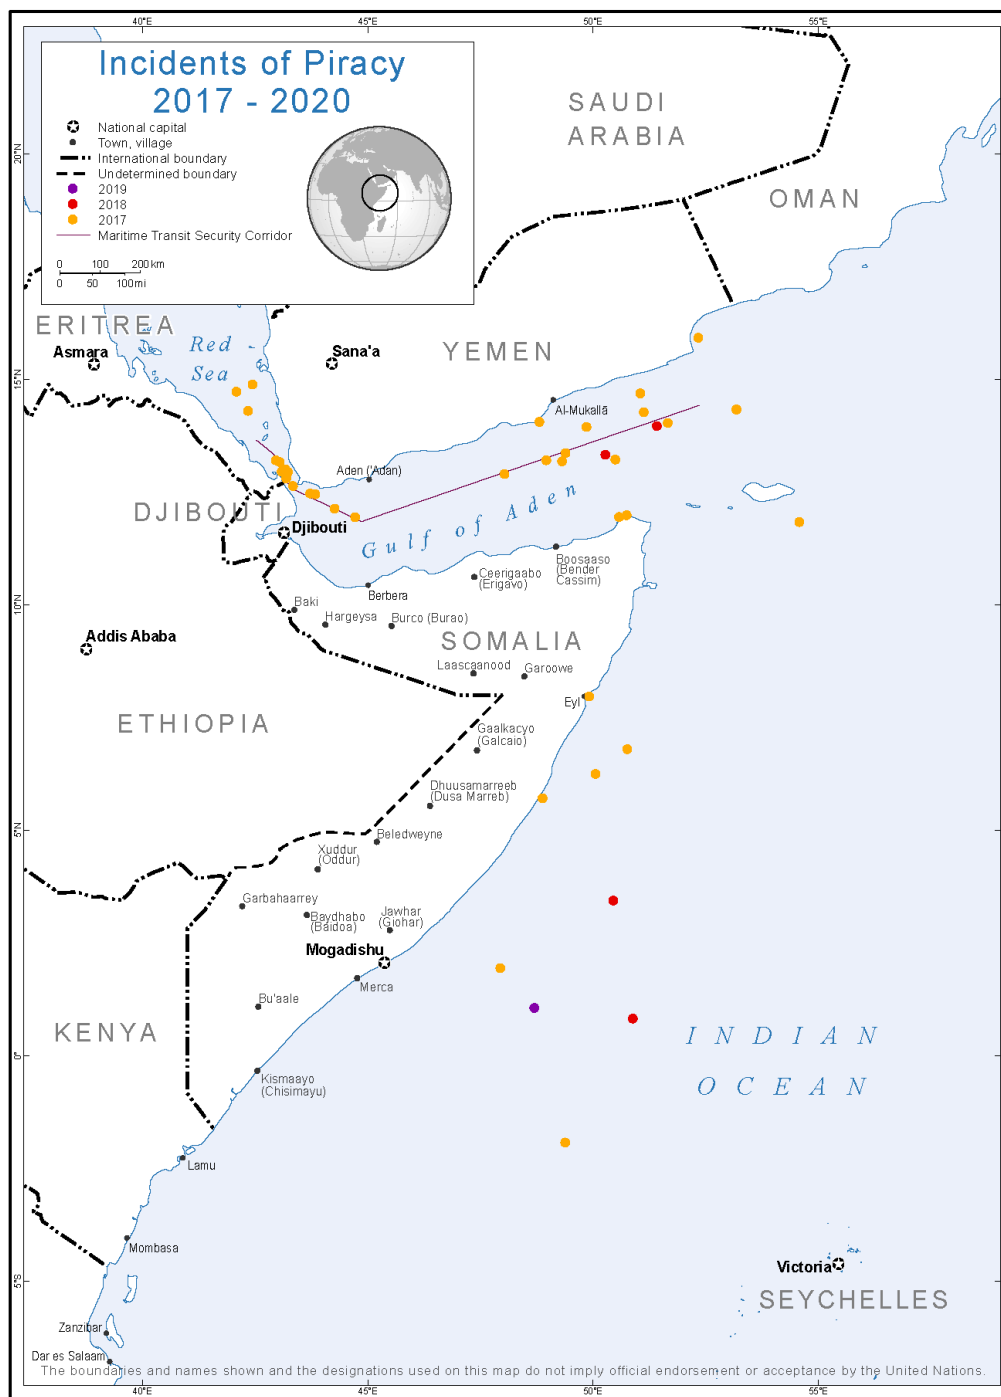 40°E
45°E
50°E
55°E
Incidents of Piracy
2017 - 2020
National capital
Town, village
International boundary
Undetermined boundary
2019
2018
2017
Maritime Transit Security Corridor
0 100 200 km
0 50 100 mi
SAUDI
ARABIA
OMAN
20°N
ERITREA
Asmara
Red
Sea
Sana'a
YEMEN
15°N
Al-Mukallā
Aden ('Adan)
DJIBOUTI
Djibouti
Gulf of Aden
Boosaaso
(Bender
Cassim)
Ceerigaabo
(Erigavo)
Berbera
10°N
Baki
Hargeysa
Burco (Burao)
Addis Ababa
SOMALIA
Laascaanood
Garoowe
Eyl
ETHIOPIA
Gaalkacyo
(Galcaio)
Dhuusamarreeb
(Dusa Marreb)
5°N
Beledweyne
Xuddur
(Oddur)
Garbahaarrey
Baydhabo
(Baidoa)
Jawhar
(Giohar)
Mogadishu
Merca
Bu'aale
KENYA
INDIAN
OCEAN
0°
Kismaayo
(Chisimayu)
Lamu
Mombasa
Victoria
5°S
SEYCHELLES
Zanzibar
Dar es Salaam
The boundaries and names shown and the designations used on this map do not imply official endorsement or acceptance by the United Nations.
40°E
45°E
50°E
55°E